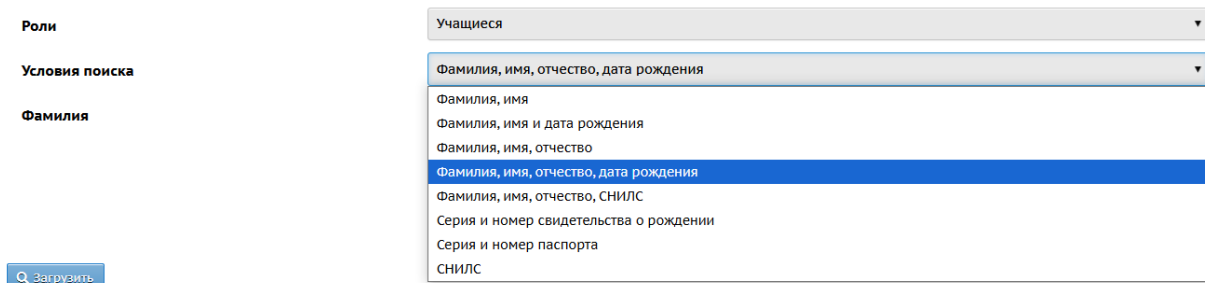 Роли Учащиеся
Условия поиска Фамилия, имя, отчество, дата рождения
Фамилия, имя
Фамилия Фамилия, имя и дата рождения
Фамилия, имя, отчество
Фамилия, имя, отчество, дата рождения
Фамилия, имя, отчество, СНИЛС
Серия и номер свидетельства о рождении
Серия и номер паспорта
СНИЛС
Загрузить